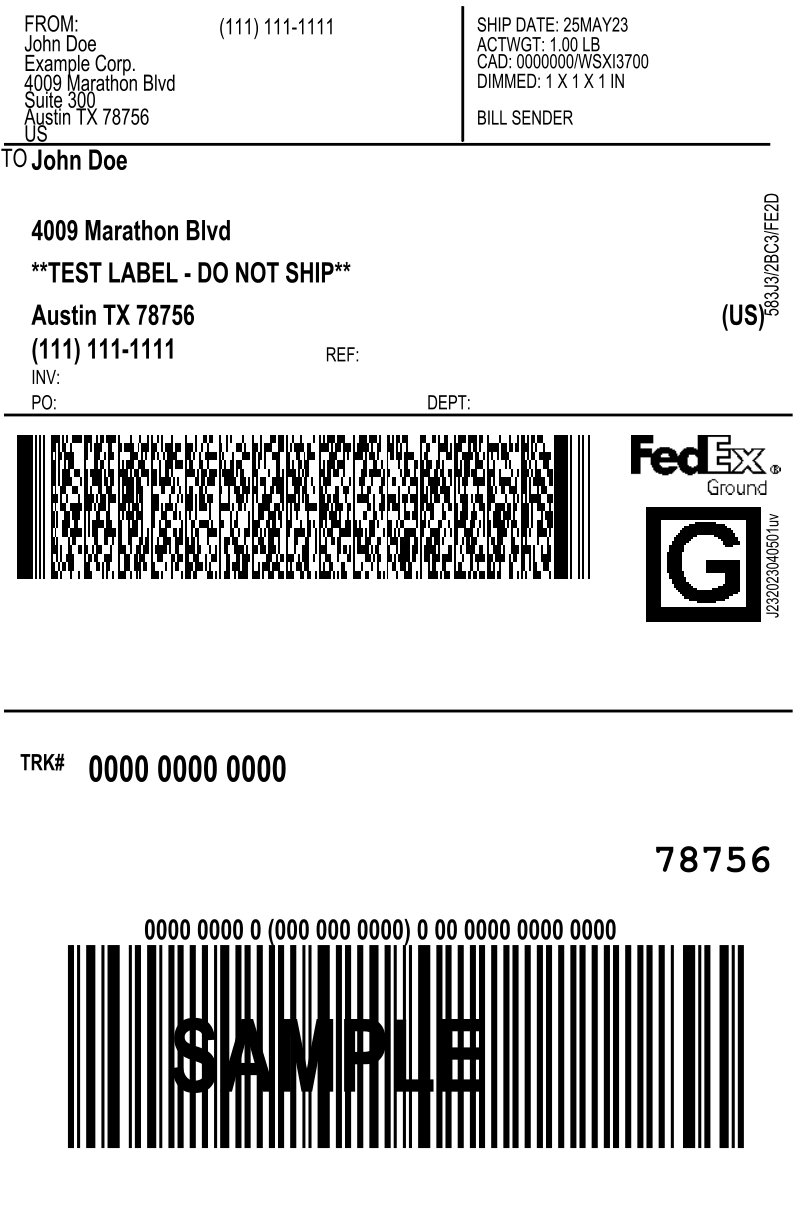 FROM: (111) 111-1111
John Doe
Example Corp.
4009 Marathon Blvd
Suite 300
Austin TX 78756
US
SHIP DATE: 25MAY23
ACTWGT: 1.00 LB
CAD: 0000000/WSXI3700
DIMMED: 1 X 1 X 1 IN
BILL SENDER
TO John Doe
4009 Marathon Blvd
**TEST LABEL - DO NOT SHIP**
Austin TX 78756 (US)
(111) 111-1111 REF:
INV:
PO: DEPT:
583J3/2BC3/FE2D
FedEx®
Ground
G
J232023040501uv
TRK# 0000 0000 0000
78756
0000 0000 0 (000 000 0000) 0 00 0000 0000 0000
SAMPLE